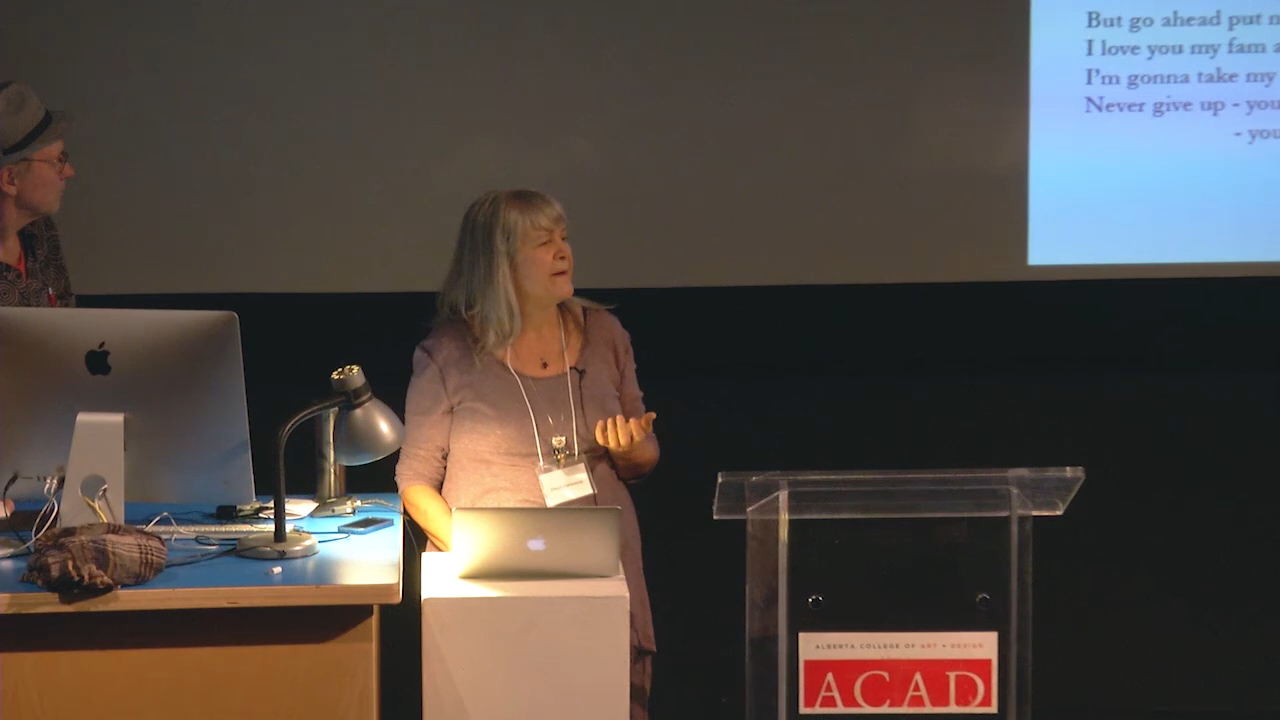 But go ahead put
I love you my fam
I'm gonna take my
Never give up - you
- you
ALBERTA COLLEGE OF ART + DESIGN
ACAD